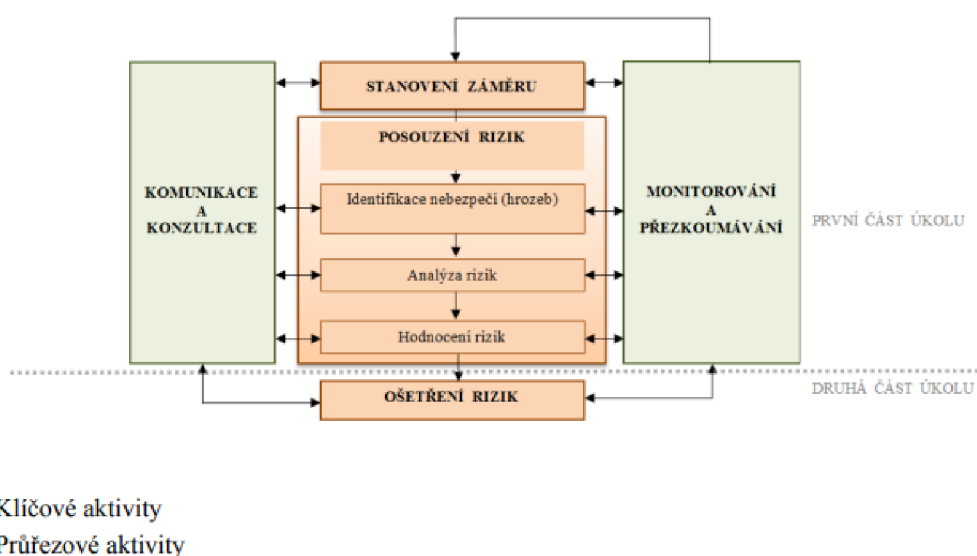 STANOVENÍ ZÁMĚRU
POSOUZENÍ RIZIK
KOMUNIKACE
A
KONZULTACE
Identifikace nebezpečí (hrozeb)
MONITOROVÁNÍ
A
PŘEZKOUMÁVÁNÍ
PRVNÍ ČÁST ÚKOLU
Analýza rizik
Hodnocení rizik
OŠETŘENÍ RIZIK
DRUHÁ ČÁST ÚKOLU
Klíčové aktivity
Průřezové aktivity